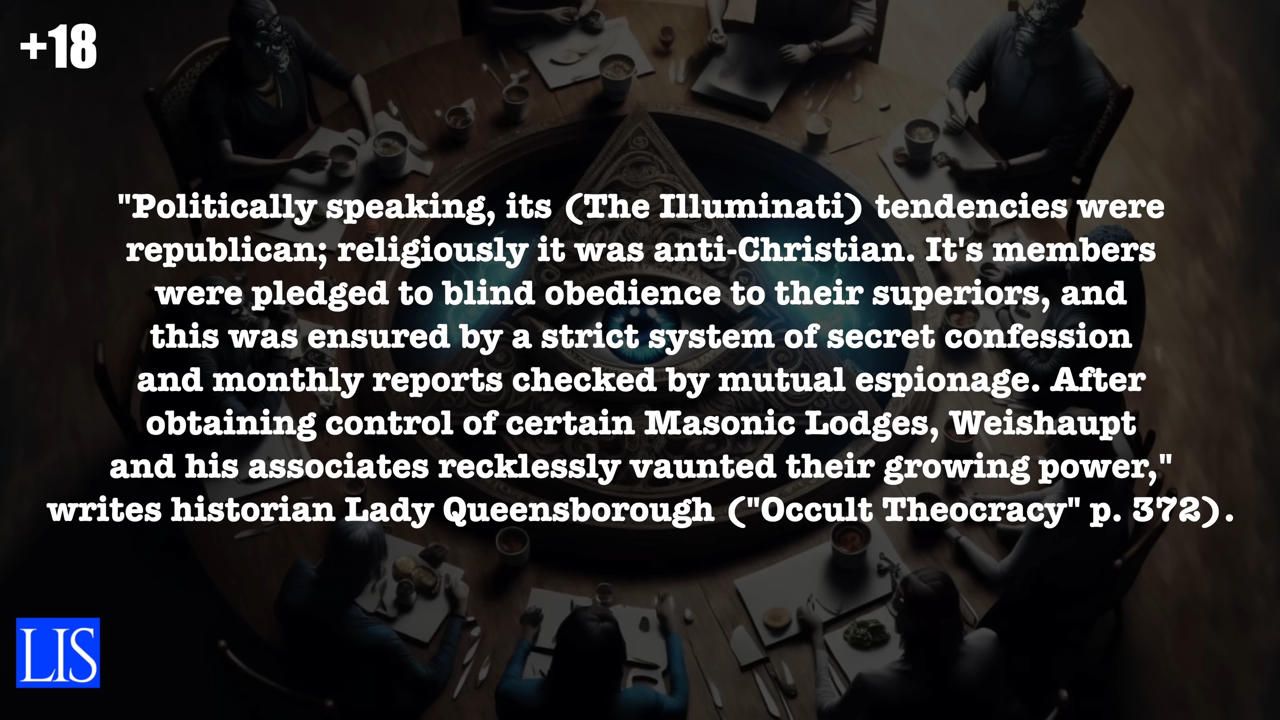 +18
"Politically speaking, its (The Illuminati) tendencies were
republican; religiously it was anti-Christian. It's members
were pledged to blind obedience to their superiors, and
this was ensured by a strict system of secret confession
and monthly reports checked by mutual espionage. After
obtaining control of certain Masonic Lodges, Weishaupt
and his associates recklessly vaunted their growing power,"
writes historian Lady Queensborough ("Occult Theocracy" p. 372).
LIS